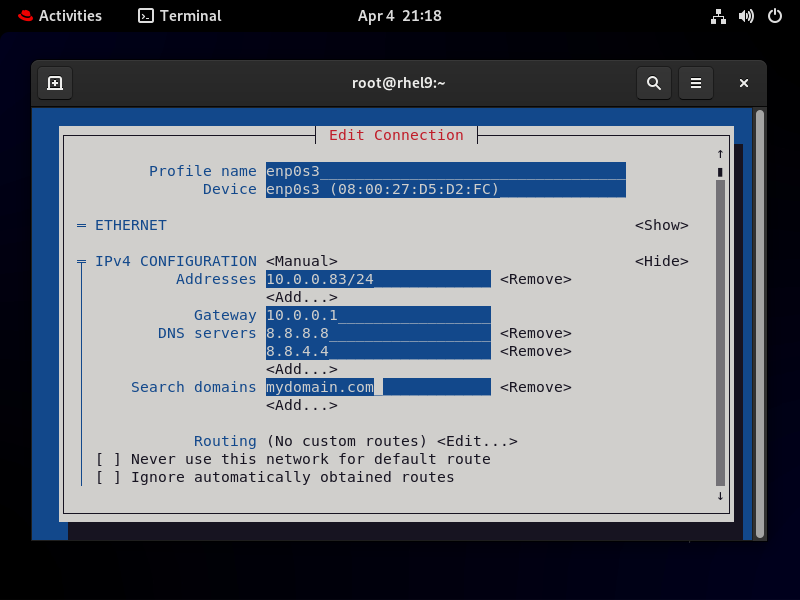 Activities Terminal Apr 4 21:18
root@rhel9:~
Edit Connection
Profile name enp0s3
Device enp0s3 (08:00:27:D5:D2:FC)
= ETHERNET <Show>
IPv4 CONFIGURATION <Manual> <Hide>
Addresses 10.0.0.83/24 <Remove>
<Add...>
Gateway 10.0.0.1
DNS servers 8.8.8.8 <Remove>
8.8.4.4 <Remove>
<Add...>
Search domains mydomain.com <Remove>
<Add...>
Routing (No custom routes) <Edit...>
[ ] Never use this network for default route
[ ] Ignore automatically obtained routes